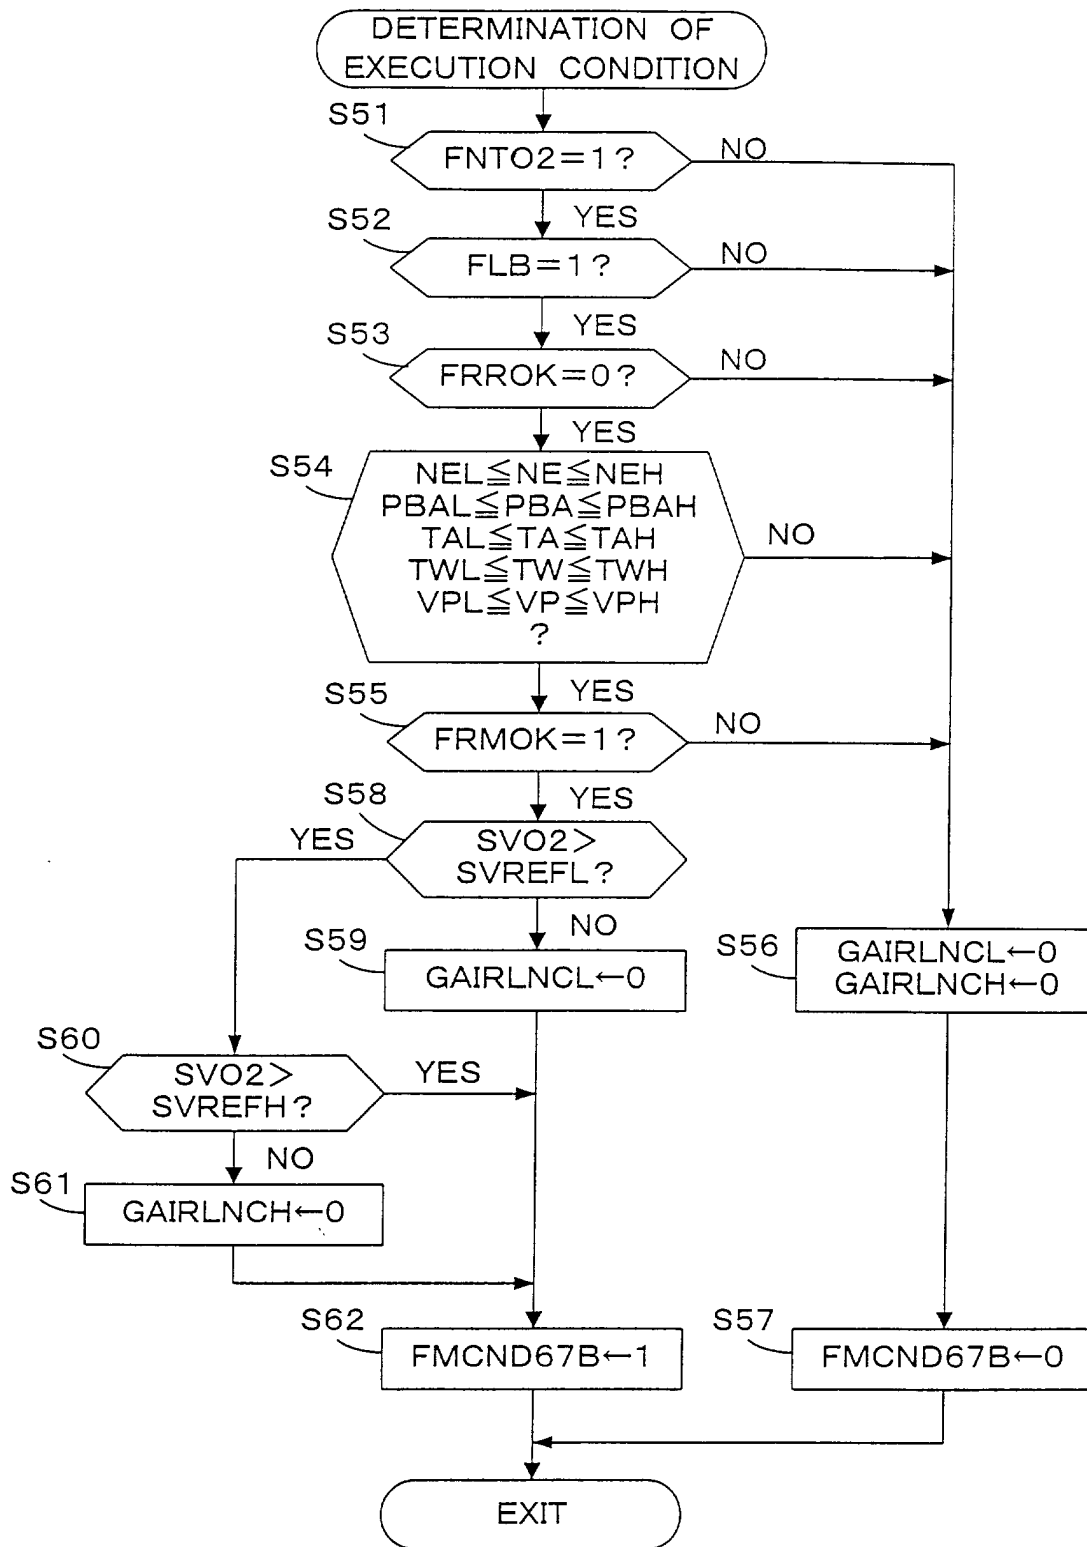 DETERMINATION OF
EXECUTION CONDITION
S51
FNTO2=1?
NO
YES
S52
FLB=1?
NO
YES
S53
FRROK=0?
NO
YES
S54
NEL≦NE≦NEH
PBAL≦PBA≦PBAH
TAL≦TA≦TAH
TWL≦TW≦TWH
VPL≦VP≦VPH
?
NO
YES
S55
FRMOK=1?
NO
YES
S58
SVO2>
SVREFL?
YES
NO
S59
GAIRLNCL←0
S56
GAIRLNCL←0
GAIRLNCH←0
S60
SVO2>
SVREFH?
YES
NO
S61
GAIRLNCH←0
S62
FMCND67B←1
S57
FMCND67B←0
EXIT